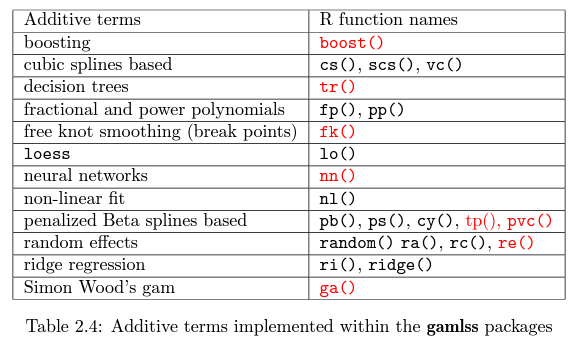 Additive terms R function names
boosting boost()
cubic splines based cs(), scs(), vc()
decision trees tr()
fractional and power polynomials fp(), pp()
free knot smoothing (break points) fk()
loess lo()
neural networks nn()
non-linear fit nl()
penalized Beta splines based pb(), ps(), cy(), tp(), pvc()
random effects random() ra(), rc(), re()
ridge regression ri(), ridge()
Simon Wood's gam ga()
Table 2.4: Additive terms implemented within the gamlss packages